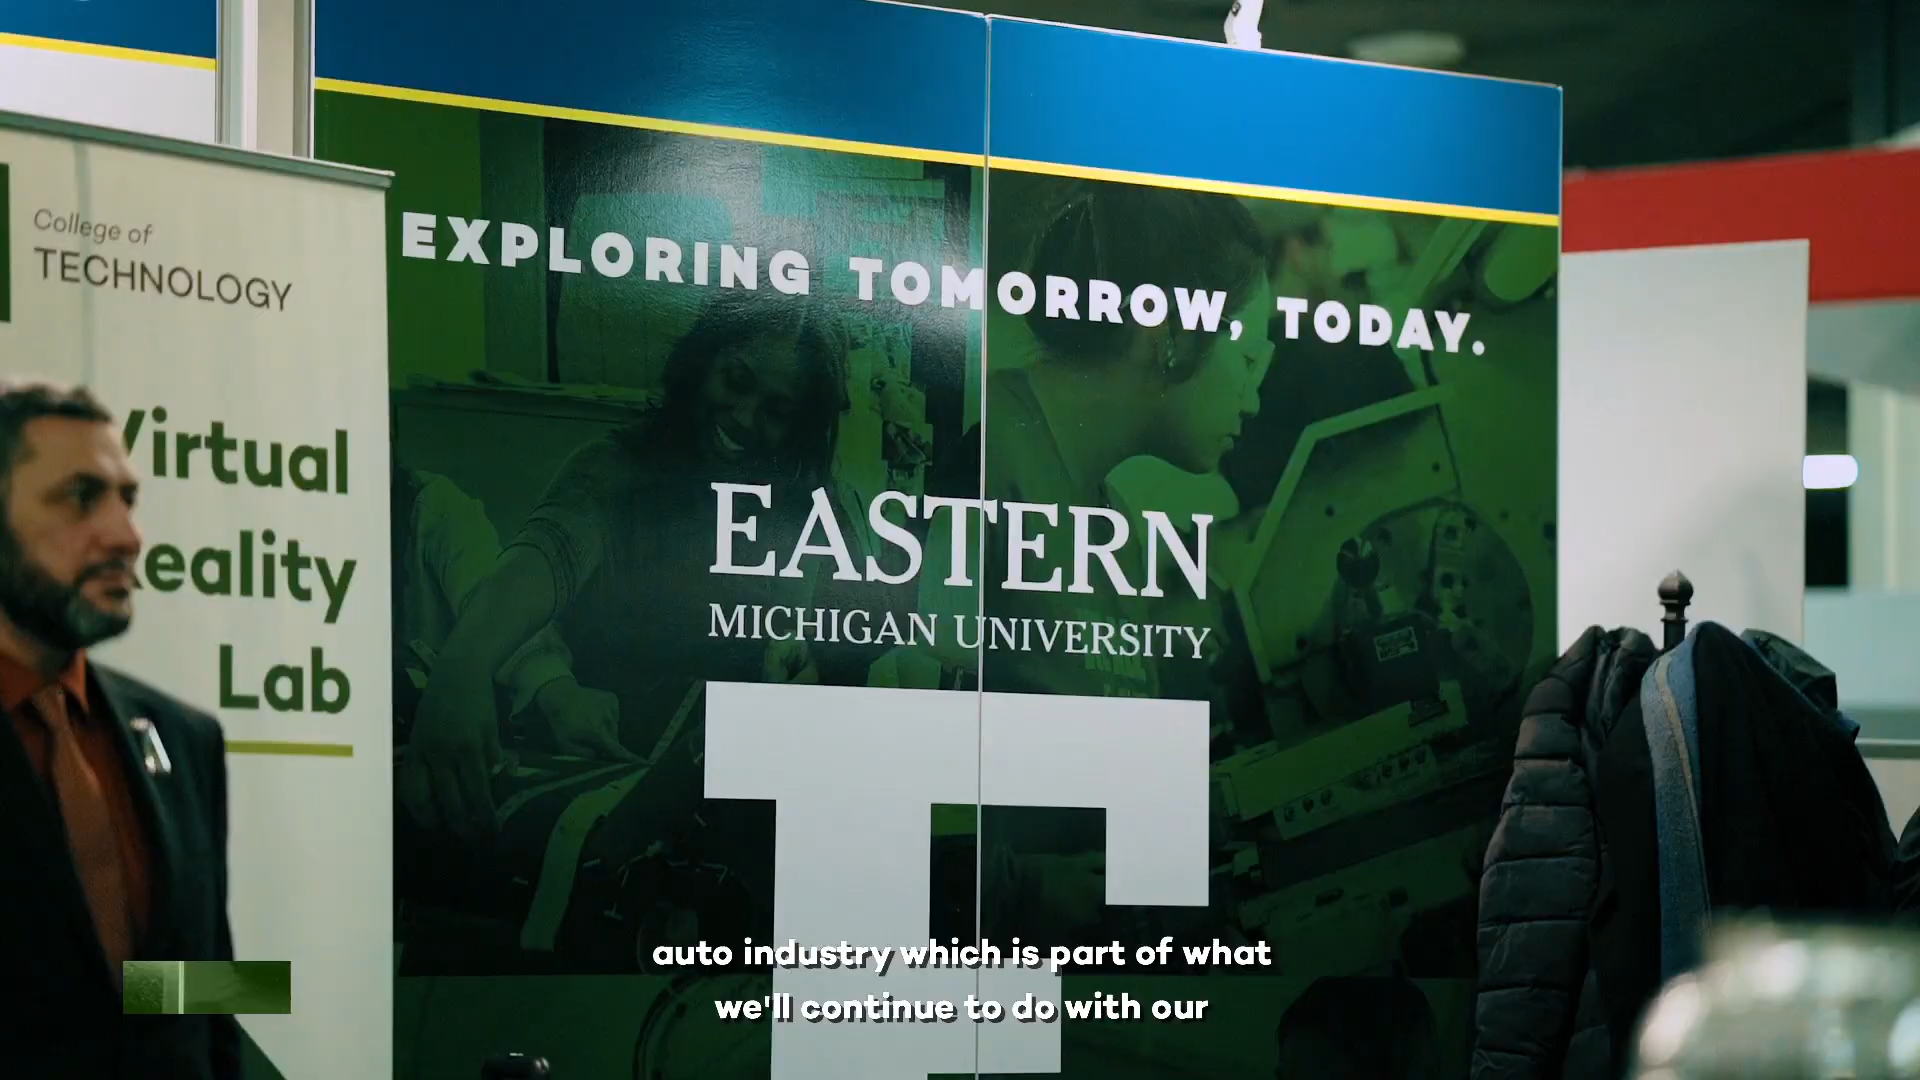 College of
TECHNOLOGY
Virtual
Reality
Lab
EXPLORING TOMORROW, TODAY.
EASTERN
MICHIGAN UNIVERSITY
E
auto industry which is part of what
we'll continue to do with our